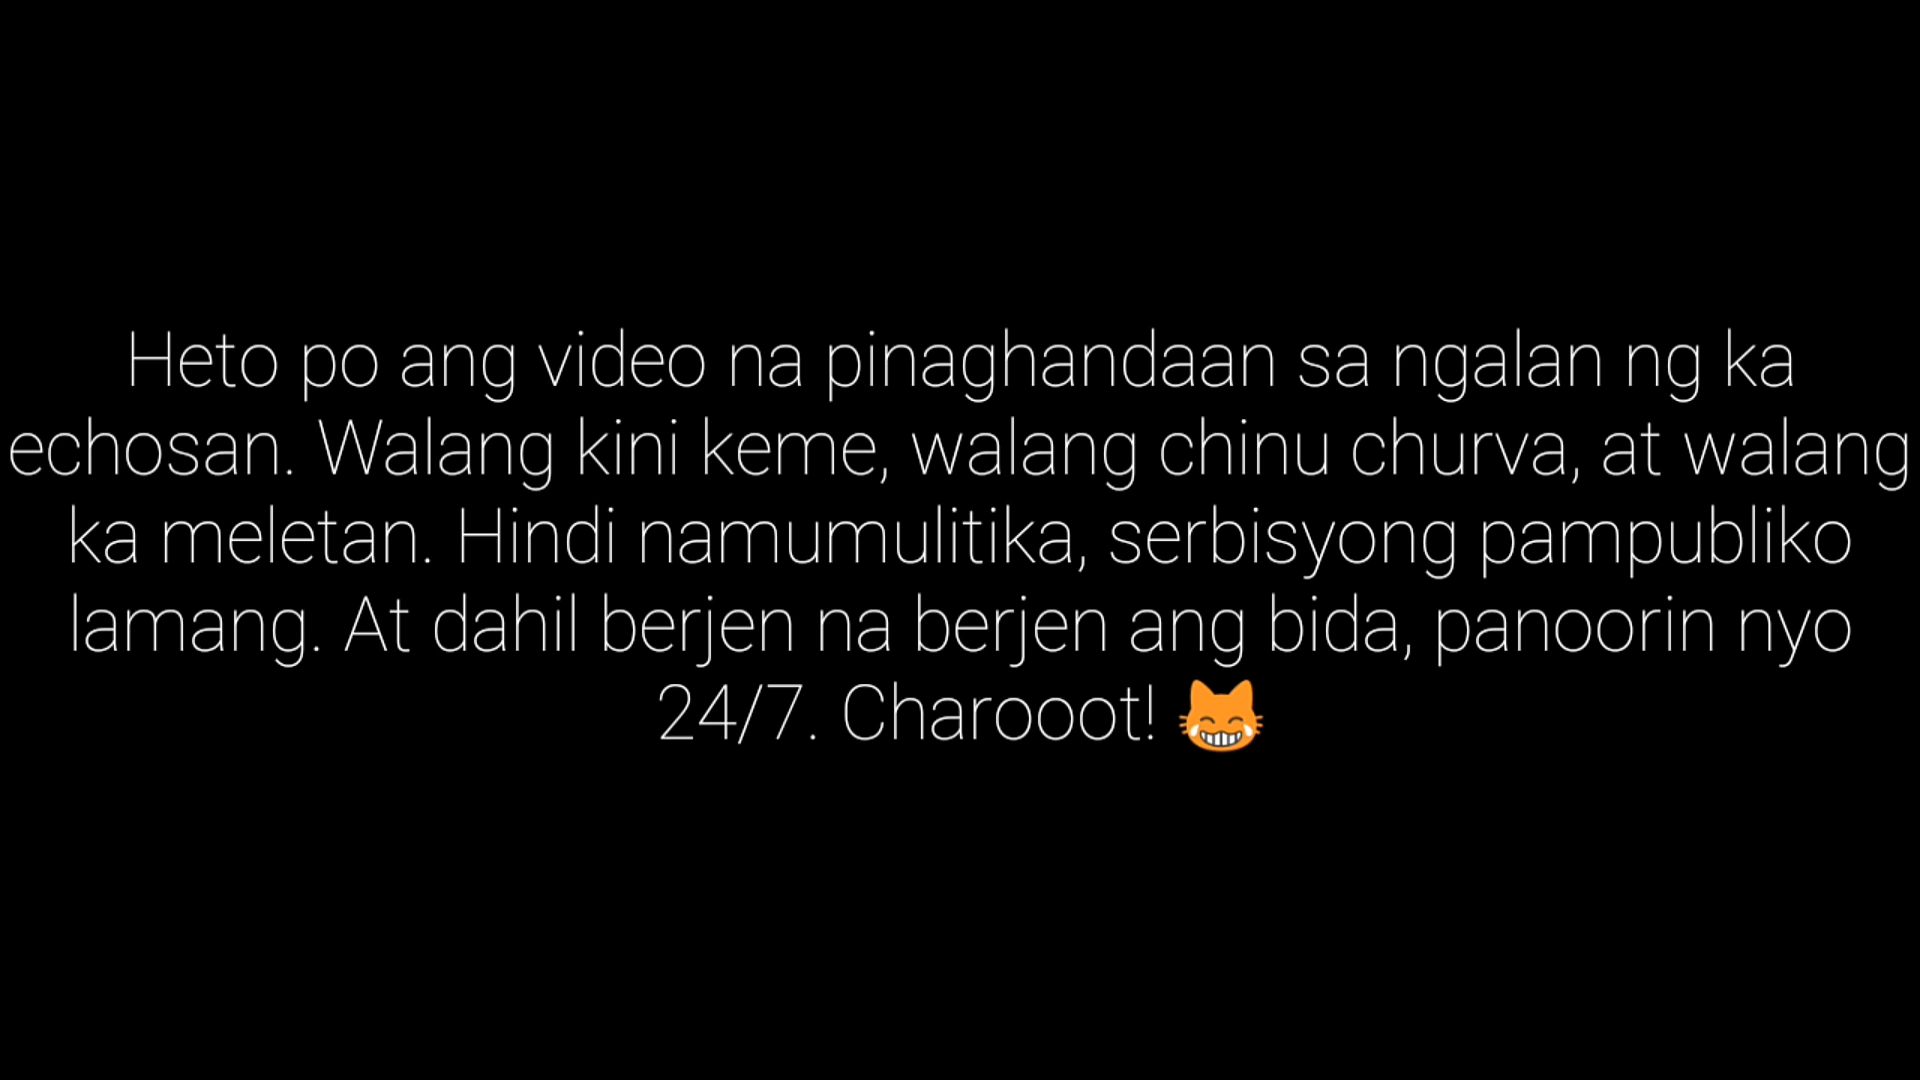 Heto po ang video na pinaghandaan sa ngalan ng ka
echosan. Walang kini keme, walang chinu churva, at walang
ka meletan. Hindi namumulitika, serbisyong pampubliko
lamang. At dahil berjen na berjen ang bida, panoorin nyo
24/7. Charooot! 😹